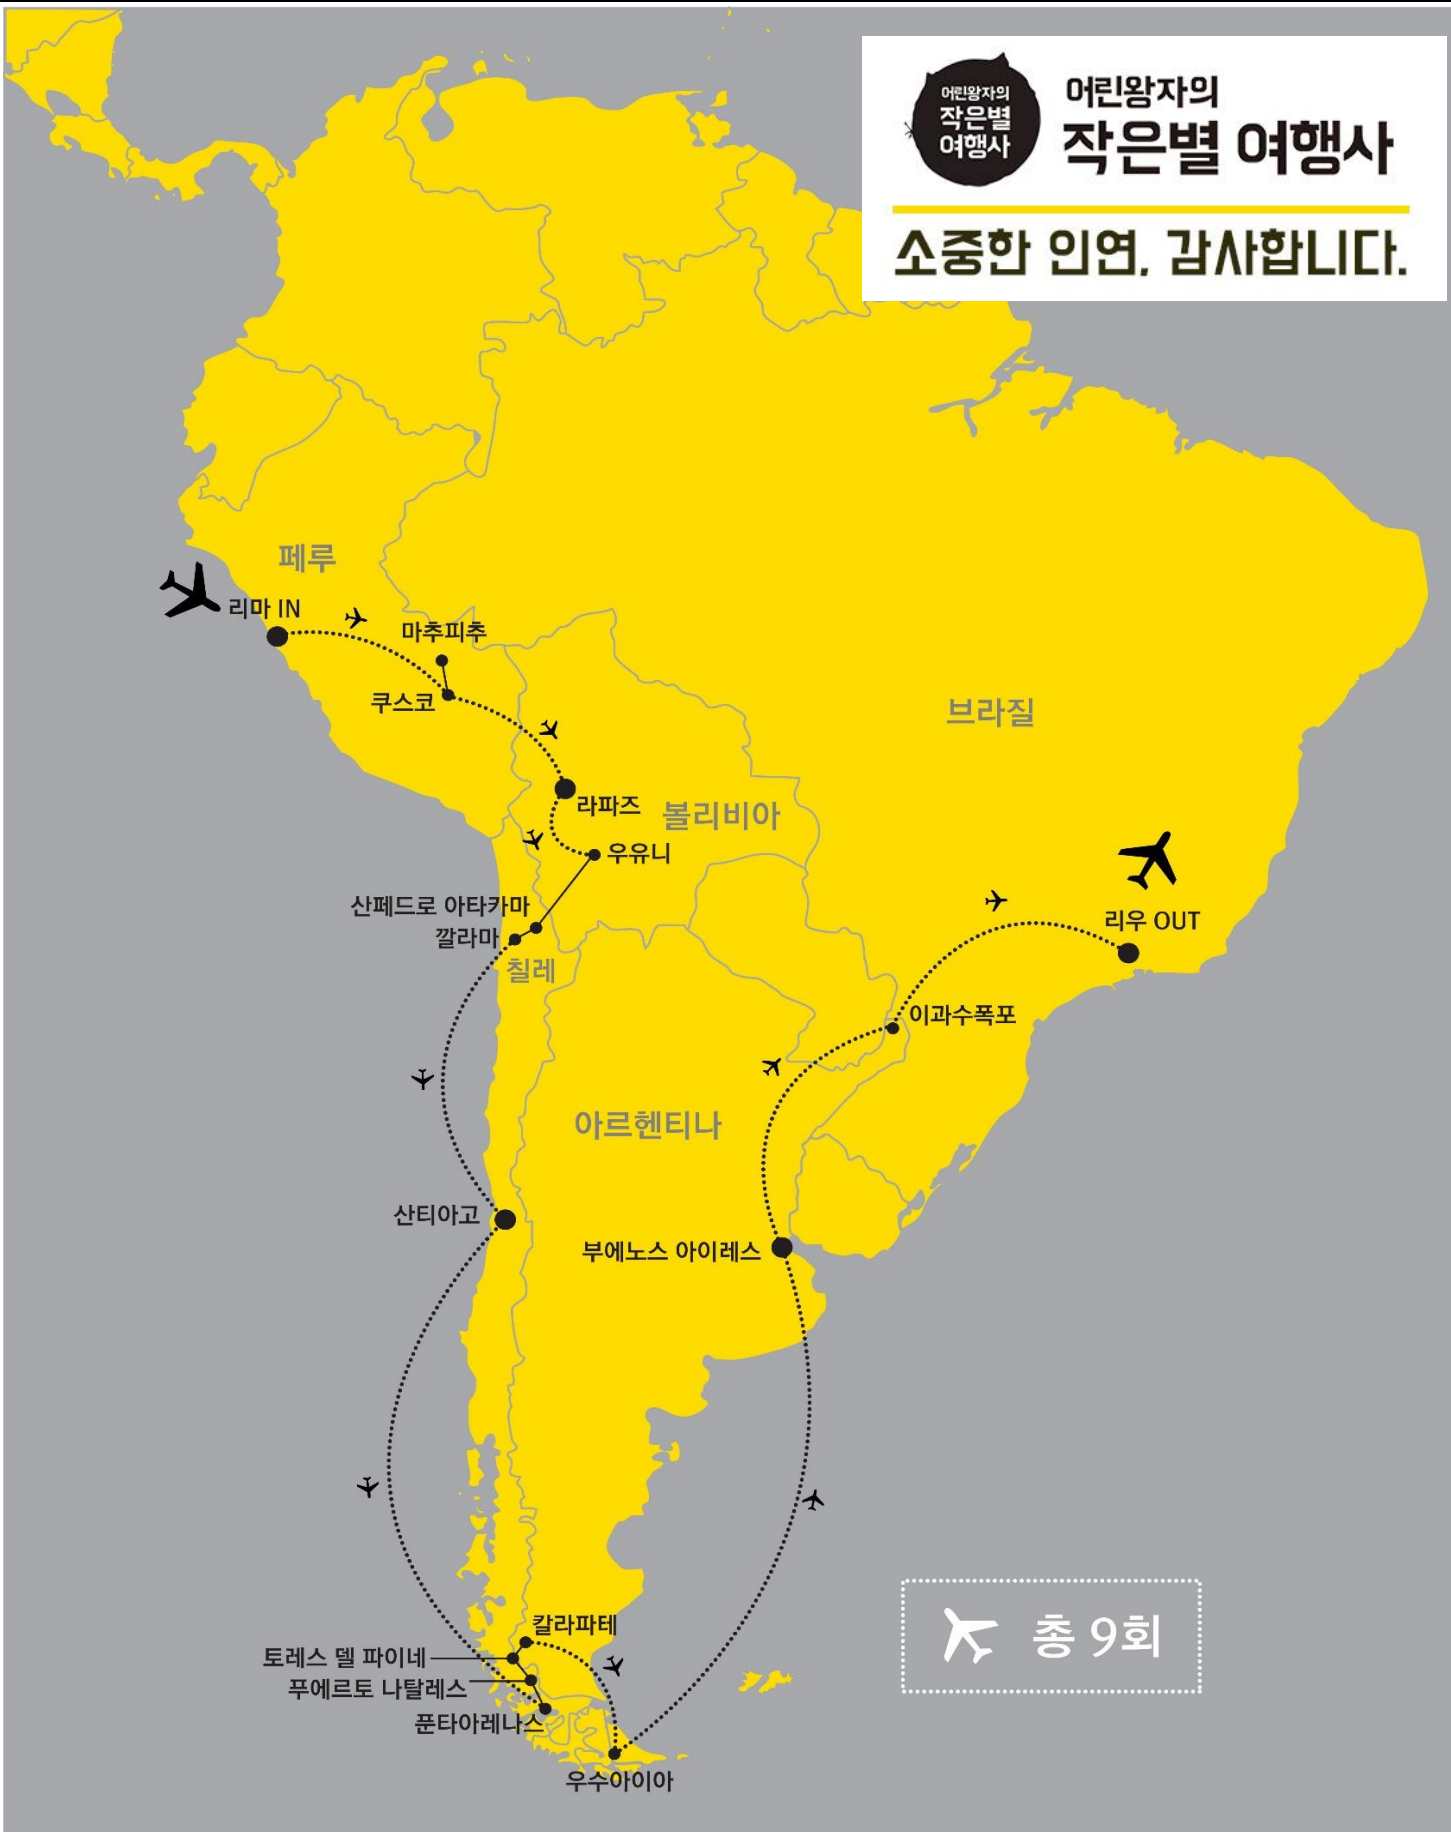 어린왕자의
작은별
여행사
어린왕자의
작은별 여행사
소중한 인연, 감사합니다.
페루
리마 IN
마추피추
쿠스코
브라질
라파즈
볼리비아
우유니
산페드로 아타카마
깔라마
칠레
리우 OUT
이과수폭포
아르헨티나
산티아고
부에노스 아이레스
칼라파테
토레스 델 파이네
푸에르토 나탈레스
푼타아레나스
우수아이아
총 9회